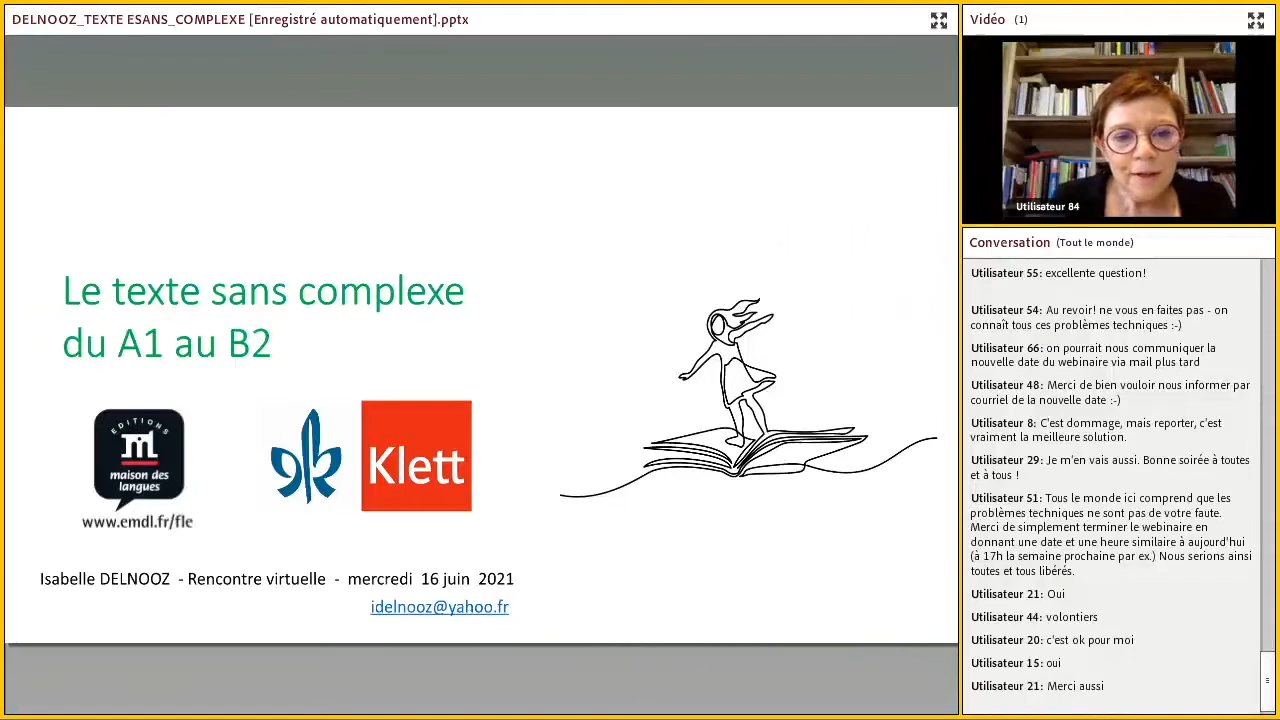 DELNOOZ_TEXTE ESANS_COMPLEXE [Enregistré automatiquement].pptx
Le texte sans complexe
du A1 au B2
EDITIONS
maison des
langues
www.emdl.fr/fle
Klett
Isabelle DELNOOZ - Rencontre virtuelle - mercredi 16 juin 2021
idelnooz@yahoo.fr
Vidéo (1)
Utilisateur 84
Conversation (Tout le monde)
Utilisateur 55: excellente question!
Utilisateur 54: Au revoir! ne vous en faites pas - on
connaît tous ces problèmes techniques :-)
Utilisateur 66: on pourrait nous communiquer la
nouvelle date du webinaire via mail plus tard
Utilisateur 48: Merci de bien vouloir nous informer par
courriel de la nouvelle date :-)
Utilisateur 8: C'est dommage, mais reporter, c'est
vraiment la meilleure solution.
Utilisateur 29: Je m'en vais aussi. Bonne soirée à toutes
et à tous !
Utilisateur 51: Tous le monde ici comprend que les
problèmes techniques ne sont pas de votre faute.
Merci de simplement terminer le webinaire en
donnant une date et une heure similaire à aujourd'hui
(à 17h la semaine prochaine par ex.) Nous serions ainsi
toutes et tous libérés.
Utilisateur 21: Oui
Utilisateur 44: volontiers
Utilisateur 20: c'est ok pour moi
Utilisateur 15: oui
Utilisateur 21: Merci aussi